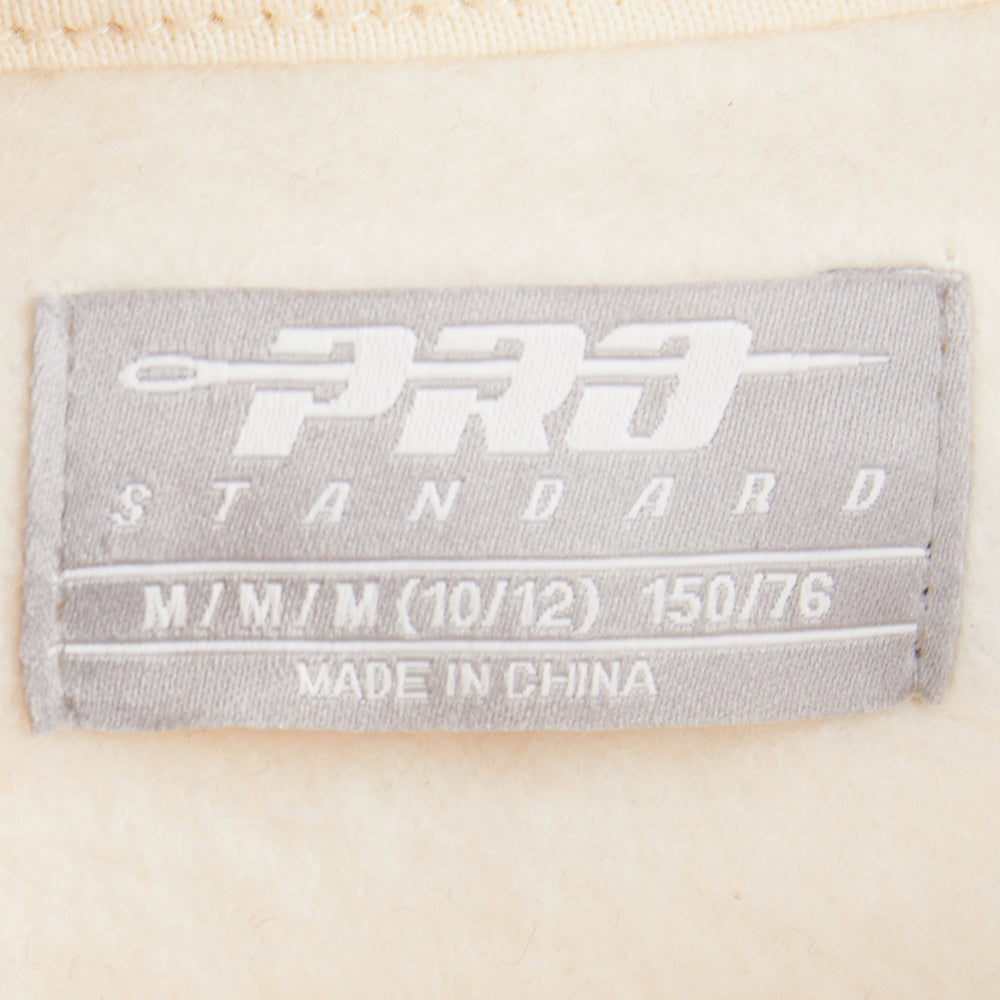 PRO
STANDARD
M/M/M (10/12) 150/76
MADE IN CHINA